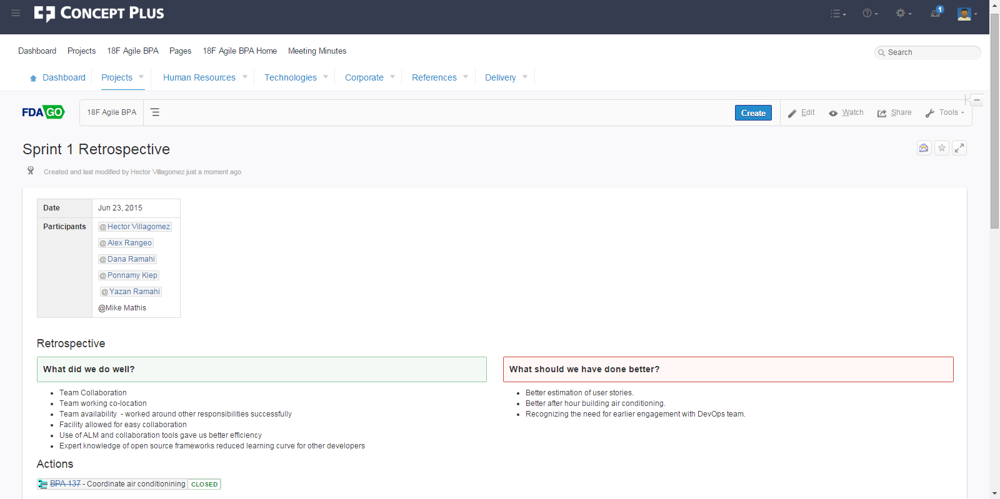 CONCEPT PLUS
1
Dashboard Projects 18F Agile BPA Pages 18F Agile BPA Home Meeting Minutes
Search
Dashboard Projects Human Resources Technologies Corporate References Delivery
FDA GO 18F Agile BPA Create Edit Watch Share Tools
Sprint 1 Retrospective
Created and last modified by Hector Villagomez just a moment ago
Date Jun 23, 2015
Participants @Hector Villagomez
@Alex Rangeo
@Dana Ramahi
@Ponnamy Kiep
@Yazan Ramahi
@Mike Mathis
Retrospective
What did we do well?
• Team Collaboration
• Team working co-location
• Team availability - worked around other responsibilities successfully
• Facility allowed for easy collaboration
• Use of ALM and collaboration tools gave us better efficiency
• Expert knowledge of open source frameworks reduced learning curve for other developers
What should we have done better?
• Better estimation of user stories.
• Better after hour building air conditioning.
• Recognizing the need for earlier engagement with DevOps team.
Actions
BPA-137 - Coordinate air conditionining CLOSED